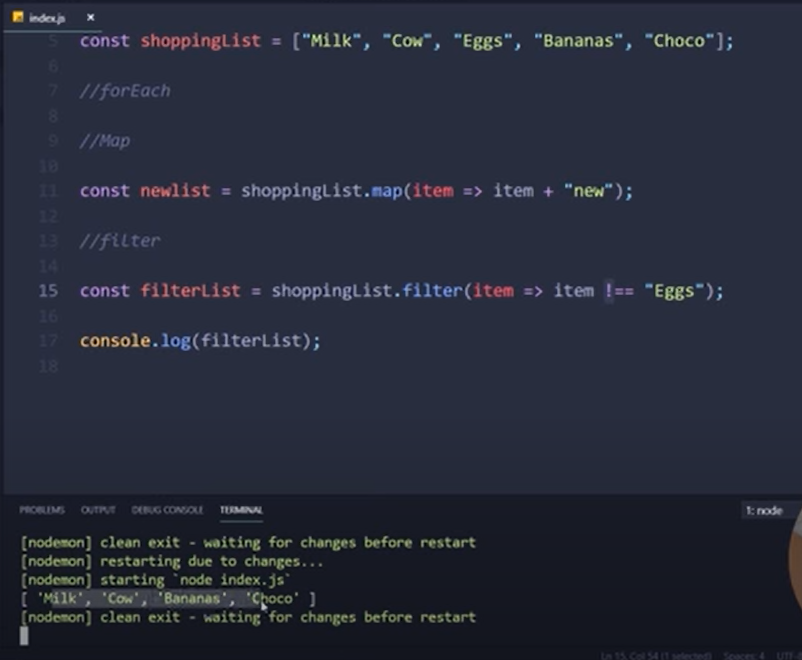 index.js ×
5 const shoppingList = ["Milk", "Cow", "Eggs", "Bananas", "Choco"];
6
7 //forEach
8
9 //Map
10
11 const newlist = shoppingList.map(item => item + "new");
12
13 //filter
14
15 const filterList = shoppingList.filter(item => item !== "Eggs");
16
17 console.log(filterList);
18
PROBLEMS OUTPUT DEBUG CONSOLE TERMINAL 1: node
[nodemon] clean exit - waiting for changes before restart
[nodemon] restarting due to changes...
[nodemon] starting `node index.js`
[ 'Milk', 'Cow', 'Bananas', 'Choco' ]
[nodemon] clean exit - waiting for changes before restart
Ln 15, Col 54 (1 selected) Spaces: 4 UTF-